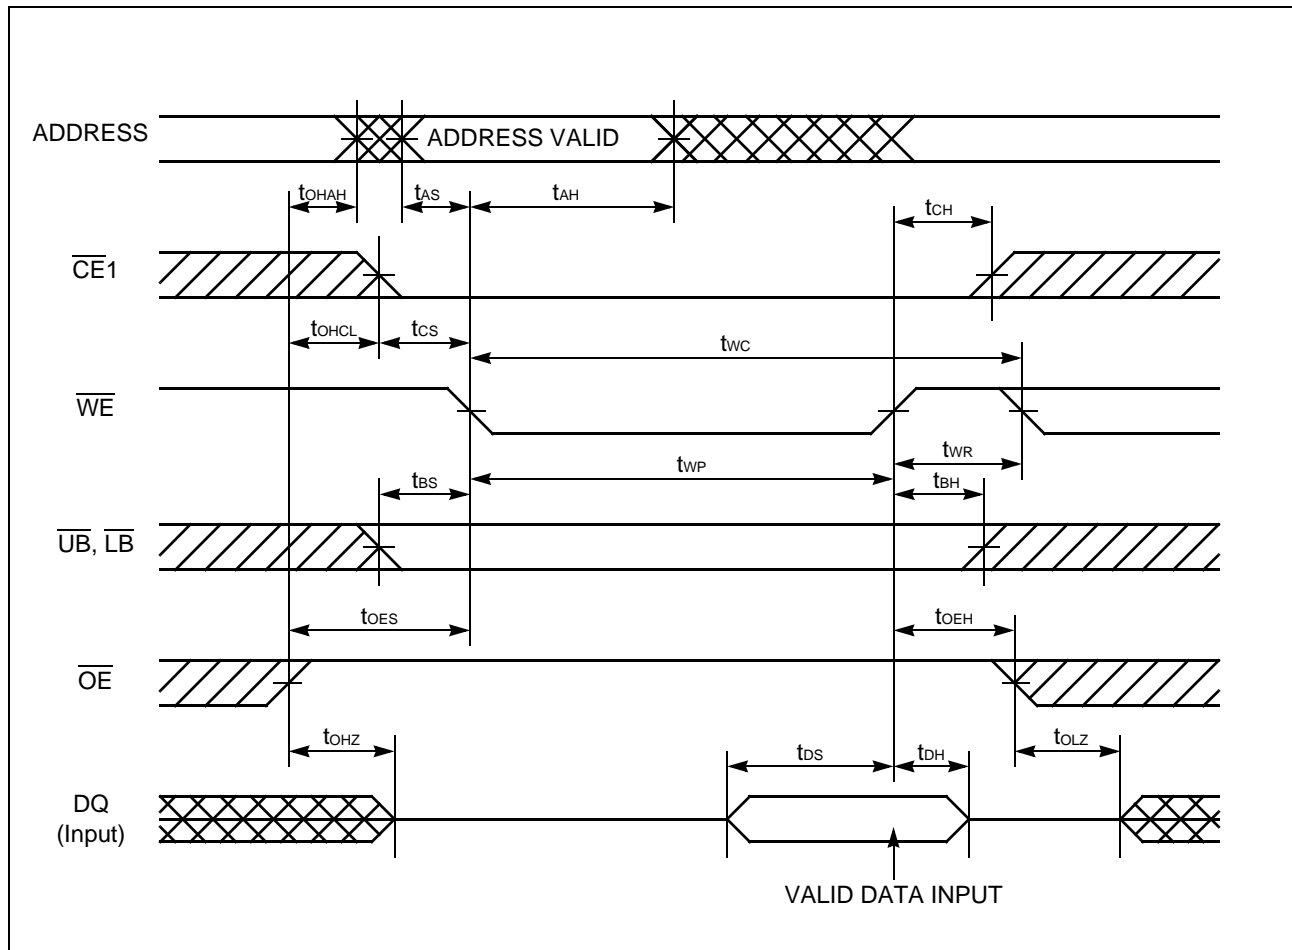 ADDRESS
ADDRESS VALID
tOHAH
tAS
tAH
tCH
CE1
tOHCL
tCS
tWC
WE
tWR
tWP
tBS
tBH
UB, LB
tOES
tOEH
OE
tOHZ
tDS
tDH
tOLZ
DQ
(Input)
VALID DATA INPUT